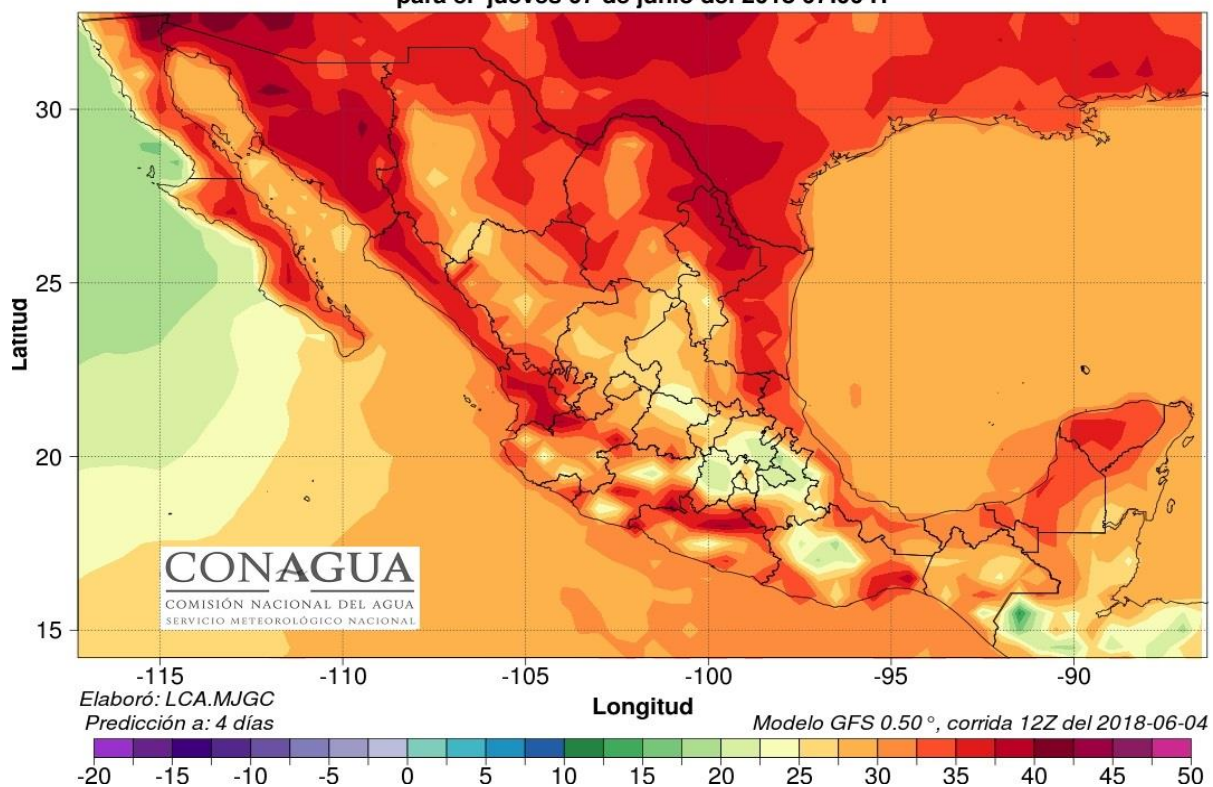 30
25
20
15
Latitud
CONAGUA
COMISIÓN NACIONAL DEL AGUA
SERVICIO METEOROLÓGICO NACIONAL
-115 -110 -105 -100 -95 -90
Longitud
Elaboró: LCA.MJGC
Predicción a: 4 días
Modelo GFS 0.50°, corrida 12Z del 2018-06-04
-20 -15 -10 -5 0 5 10 15 20 25 30 35 40 45 50